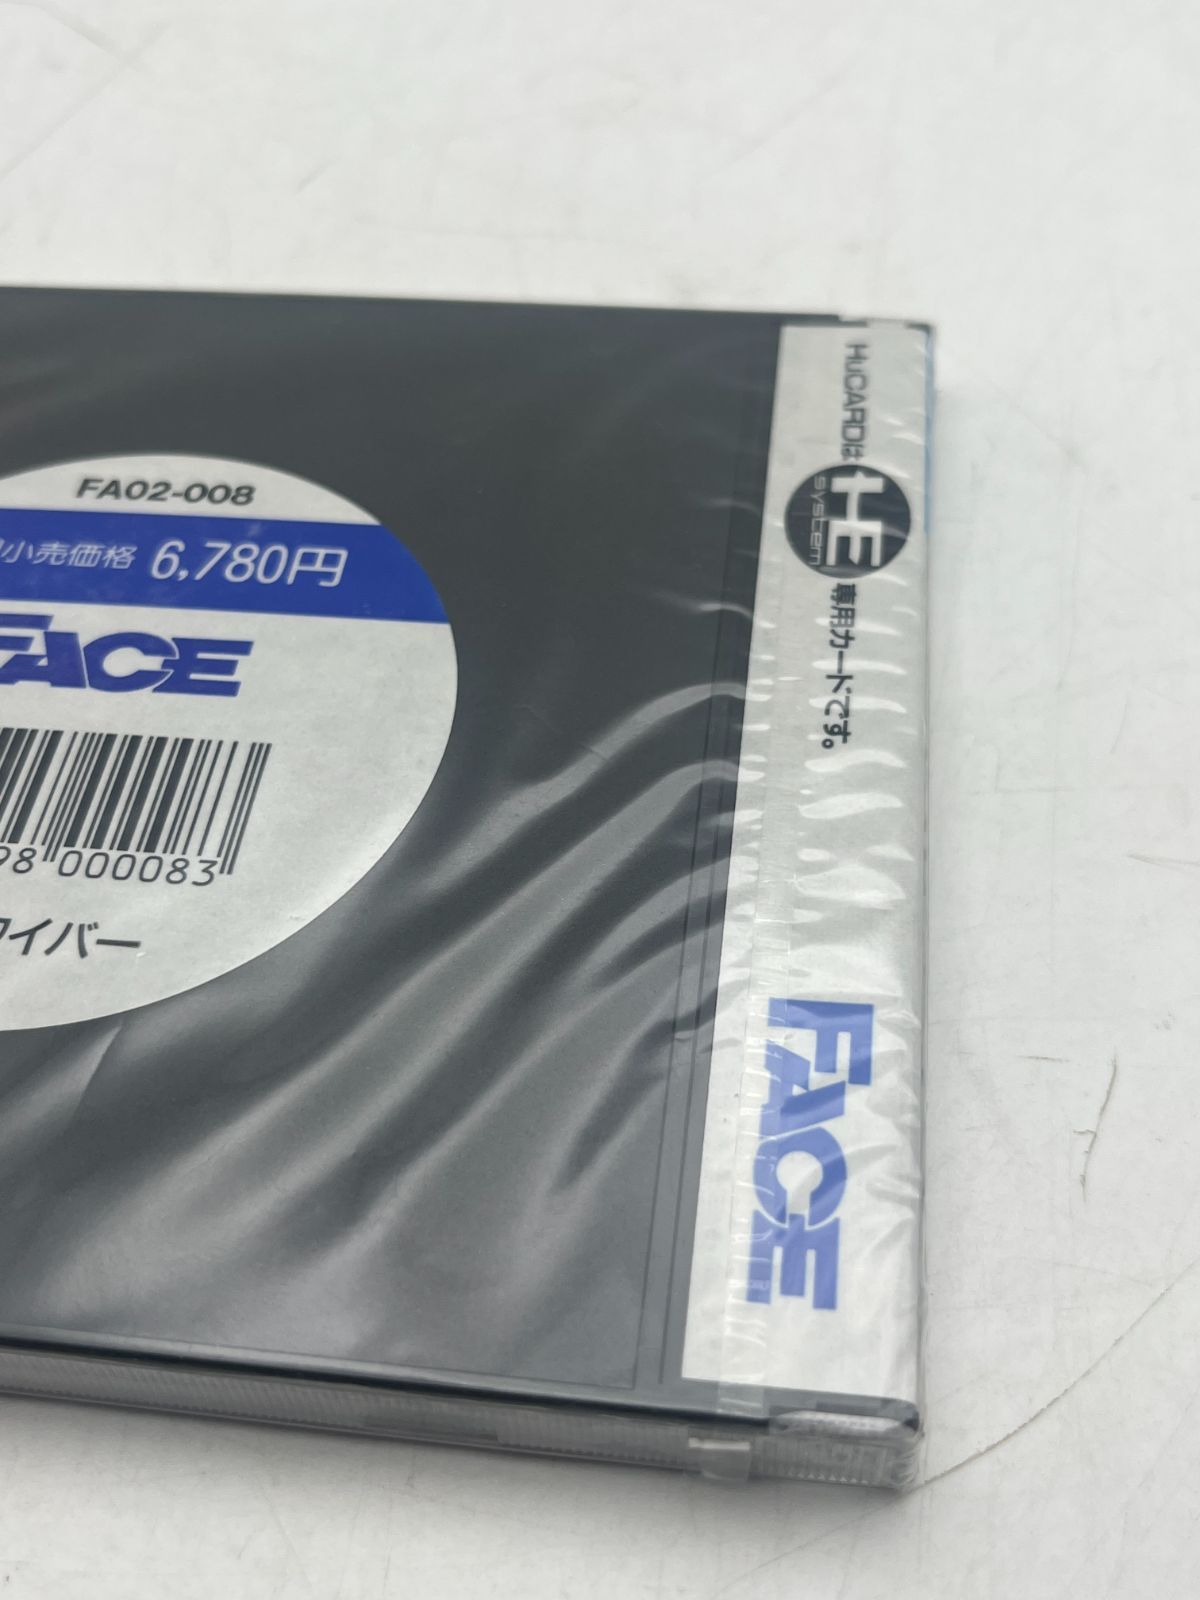 FA02-008
小売価格 6,780円
FACE
98 000083
ワイバー
HuCARDは
HE
system
専用カードです。
FACE